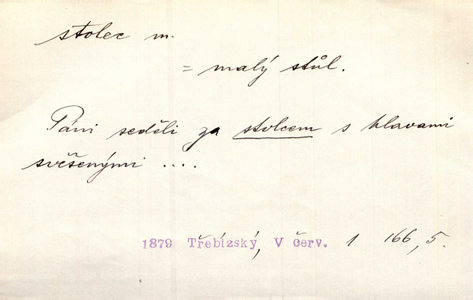 stolec m.
= malý stůl.
Páni seděli za stolcem s hlavami
svěšenými ....
1879 Třebízský, V červ. 1 166,5.